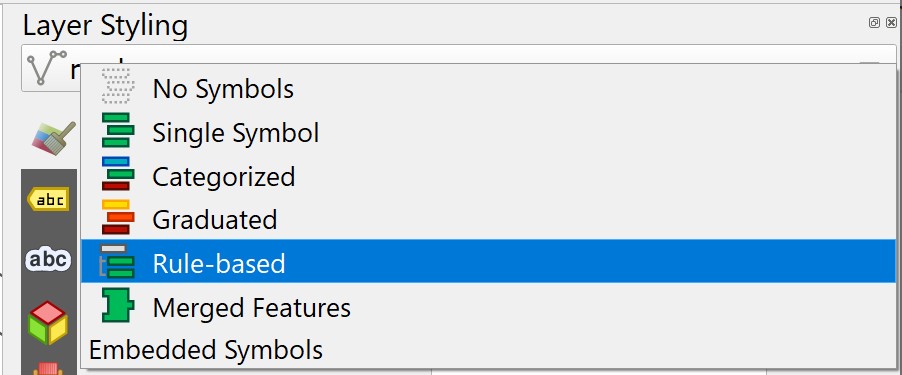 Layer Styling
No Symbols
Single Symbol
Categorized
abc
Graduated
abc
Rule-based
Merged Features
Embedded Symbols